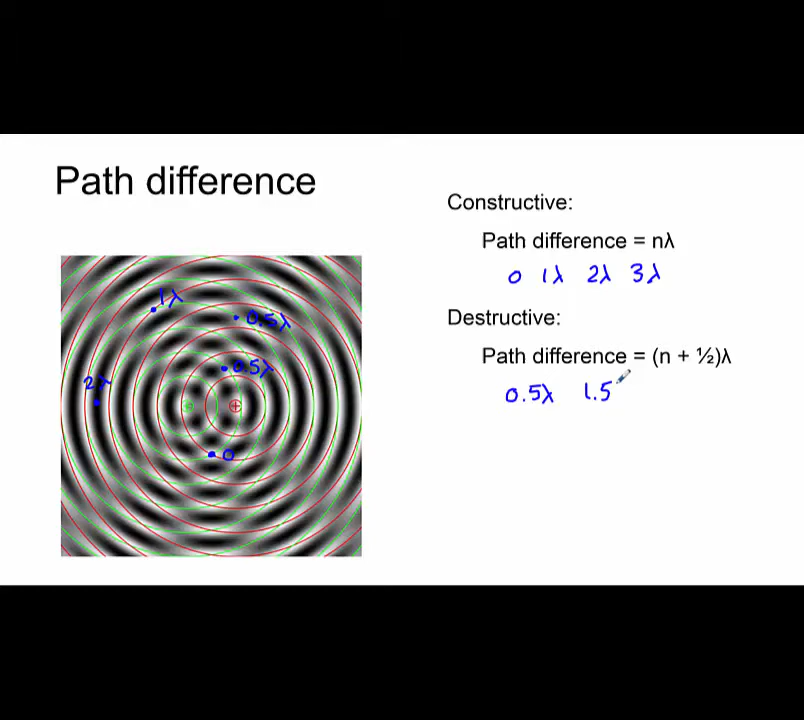 Path difference
Constructive:
Path difference = nλ
0 1λ 2λ 3λ
Destructive:
Path difference = (n + ½)λ
0.5λ 1.5
1λ
0.5λ
0.5λ
2λ
0